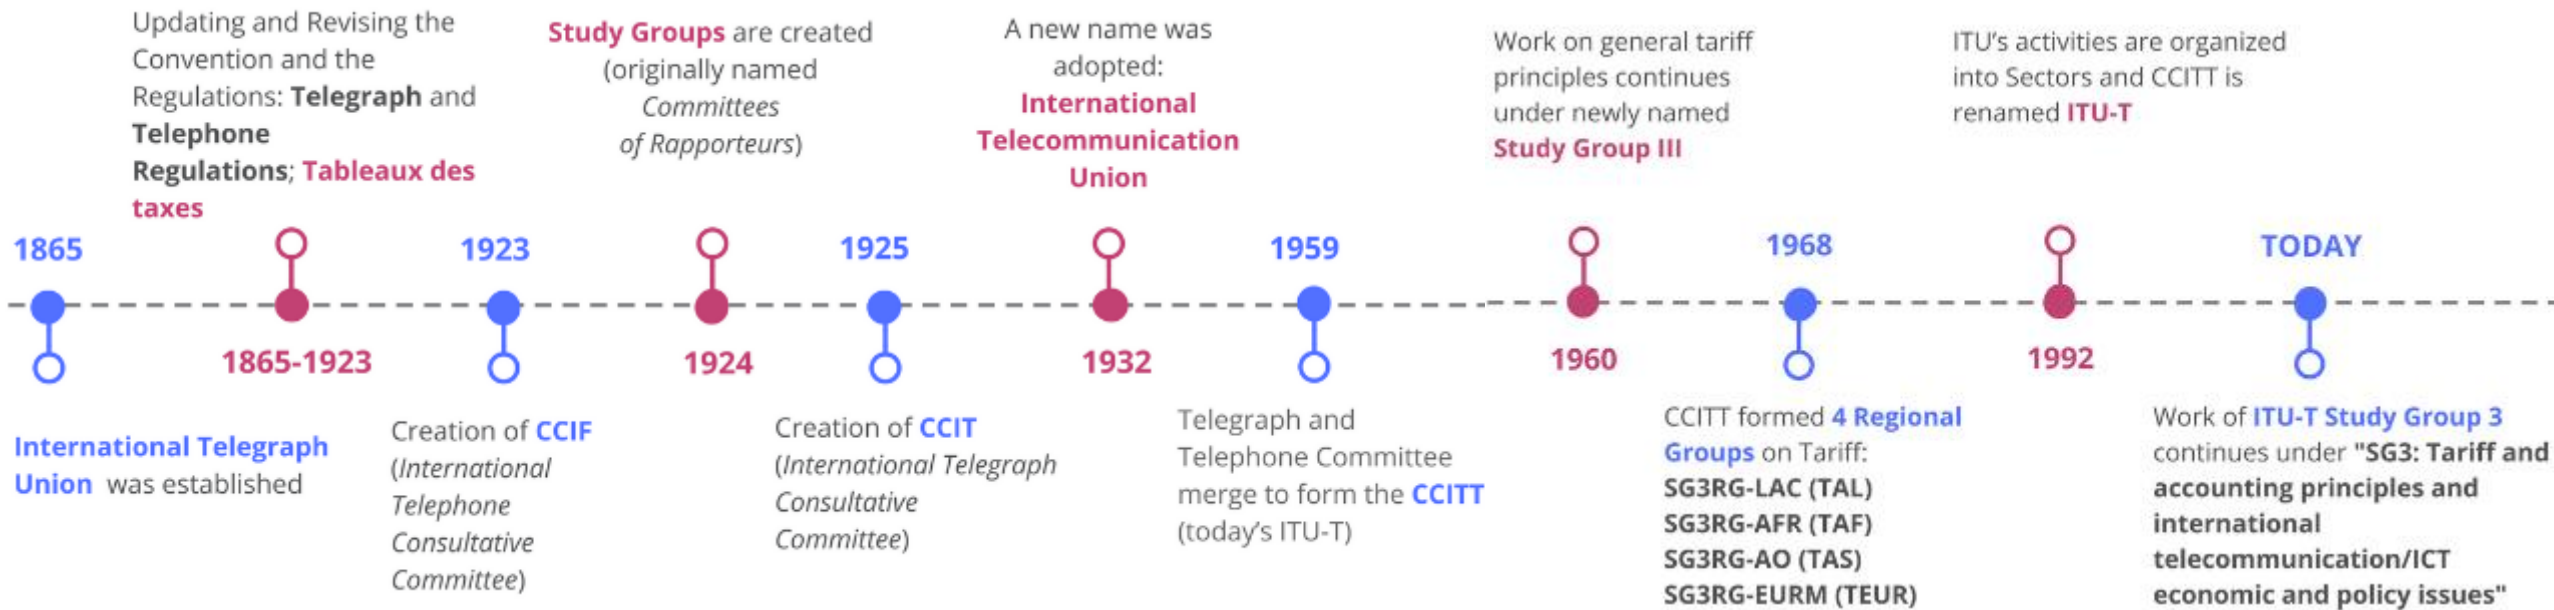 1865
International Telegraph
Union was established
Updating and Revising the
Convention and the
Regulations: Telegraph and
Telephone
Regulations; Tableaux des
taxes
1865-1923
1923
Creation of CCIF
(International
Telephone
Consultative
Committee)
Study Groups are created
(originally named
Committees
of Rapporteurs)
1924
1925
Creation of CCIT
(International Telegraph
Consultative
Committee)
A new name was
adopted:
International
Telecommunication
Union
1932
1959
Telegraph and
Telephone Committee
merge to form the CCITT
(today's ITU-T)
Work on general tariff
principles continues
under newly named
Study Group III
1960
1968
CCITT formed 4 Regional
Groups on Tariff:
SG3RG-LAC (TAL)
SG3RG-AFR (TAF)
SG3RG-AO (TAS)
SG3RG-EURM (TEUR)
ITU's activities are organized
into Sectors and CCITT is
renamed ITU-T
1992
TODAY
Work of ITU-T Study Group 3
continues under "SG3: Tariff and
accounting principles and
international
telecommunication/ICT
economic and policy issues"